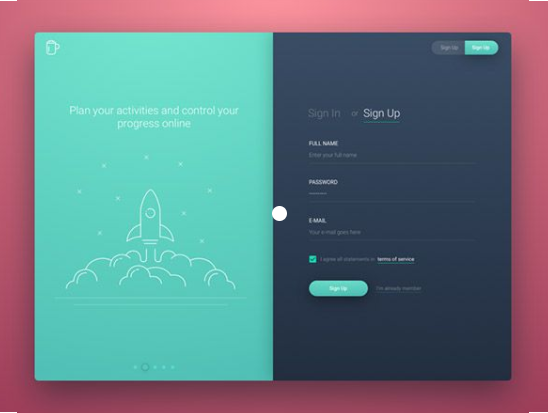 Sign Up Sign Up
Plan your activities and control your
progress online
Sign In or Sign Up
FULL NAME
Enter your full name
PASSWORD
E-MAIL
Your e-mail goes here
I agree all statements in terms of service
Sign Up I'm already member